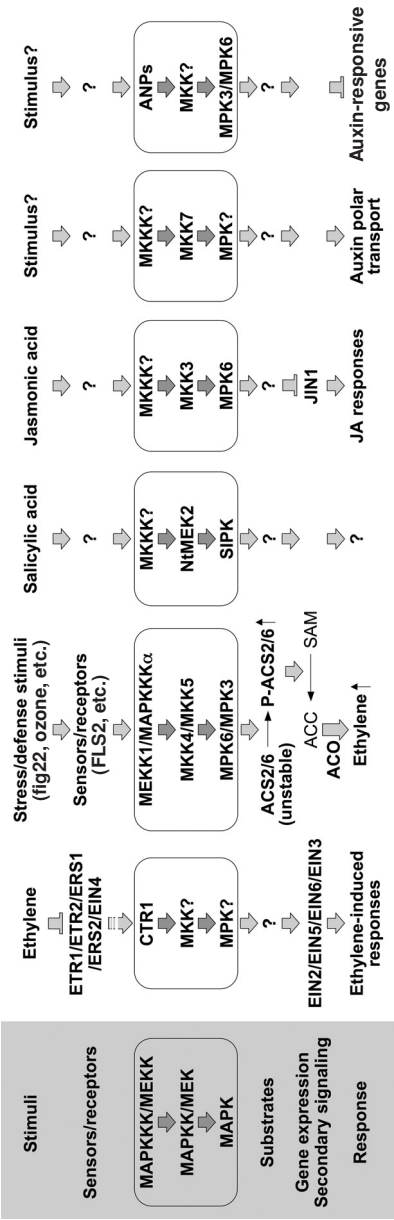 Stimuli
Sensors/receptors
MAPKK/MEKK
MAPKK/MEK
MAPK
Substrates
Gene expression
Secondary signaling
Response
Ethylene
ETR1/ETR2/ERS1
/ERS2/EIN4
CTR1
MKK?
MPK?
?
EIN2/EIN5/EIN6/EIN3
Ethylene-induced
responses
Stress/defense stimuli
(fig22, ozone, etc.)
Sensors/receptors
(FLS2, etc.)
MEKK1/MAPKKKα
MKK4/MKK5
MPK6/MPK3
ACS2/6 P-ACS2/6
(unstable)
ACC SAM
ACO
Ethylene
Salicylic acid
?
MKKK?
NtMEK2
SIPK
?
?
Jasmonic acid
?
MKKK?
MKK3
MPK6
?
JIN1
JA responses
Stimulus?
?
MKKK?
MKK7
MPK?
?
Auxin polar
transport
Stimulus?
?
ANPs
MKK?
MPK3/MPK6
?
Auxin-responsive
genes